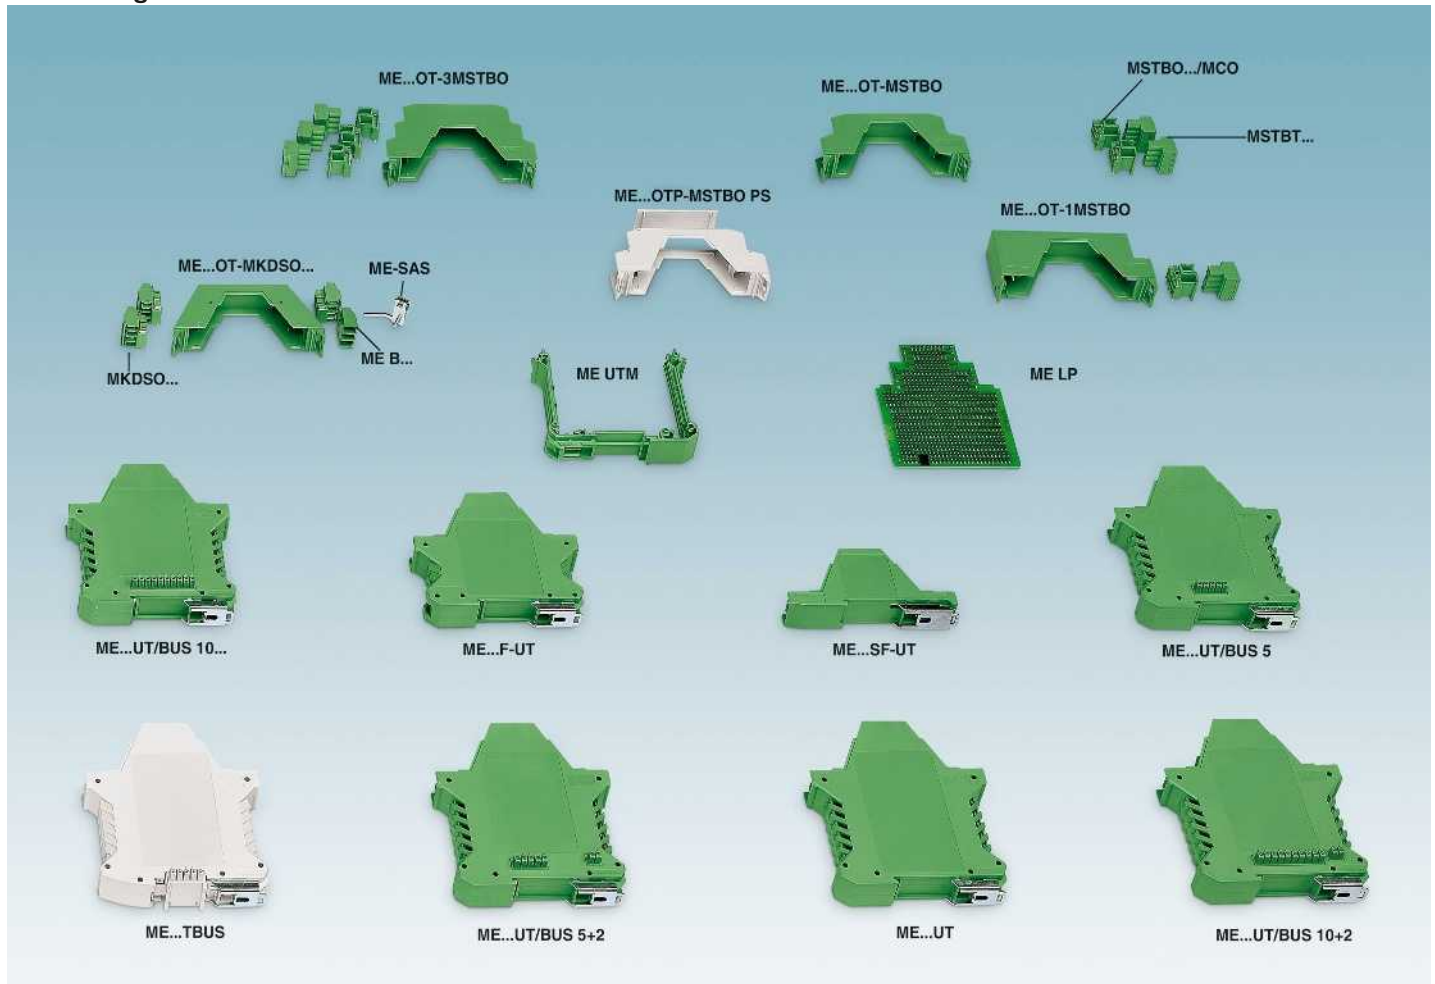 ME...OT-3MSTBO
ME...OT-MSTBO
MSTBO.../MCO
MSTBT...
ME...OTP-MSTBO PS
ME...OT-1MSTBO
ME...OT-MKDSO...
ME-SAS
ME B...
MKDSO...
ME UTM
ME LP
ME...UT/BUS 10...
ME...F-UT
ME...SF-UT
ME...UT/BUS 5
ME...TBUS
ME...UT/BUS 5+2
ME...UT
ME...UT/BUS 10+2